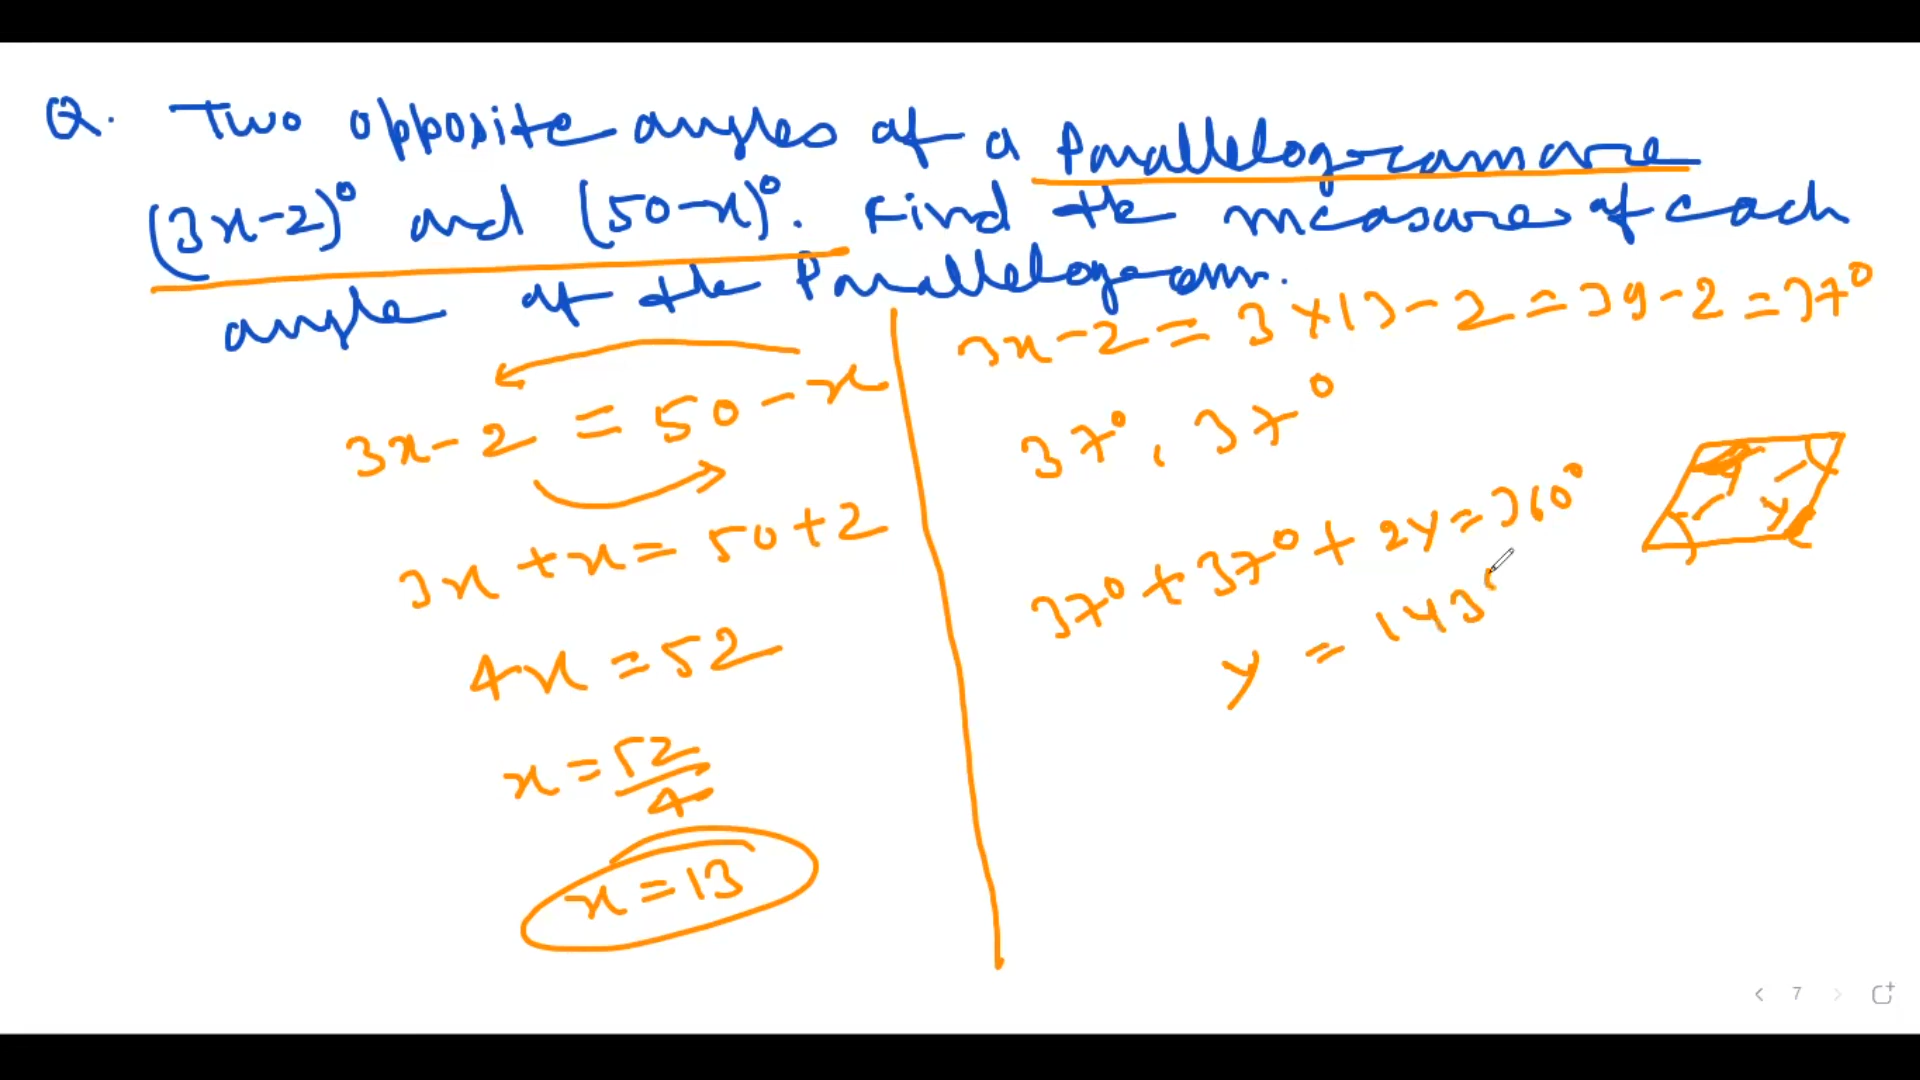 Q. Two opposite angles of a Parallelogram are
(3x-2)° and (50-x)°. Find the measures of each
angle of the Parallelogram.
3x-2 = 50-x
3x+x=50+2
4x=52
x=52/4
x=13
3x-2=3×13-2=39-2=37°
37°, 37°
37°+37°+2y=360°
y = 143°
y
7